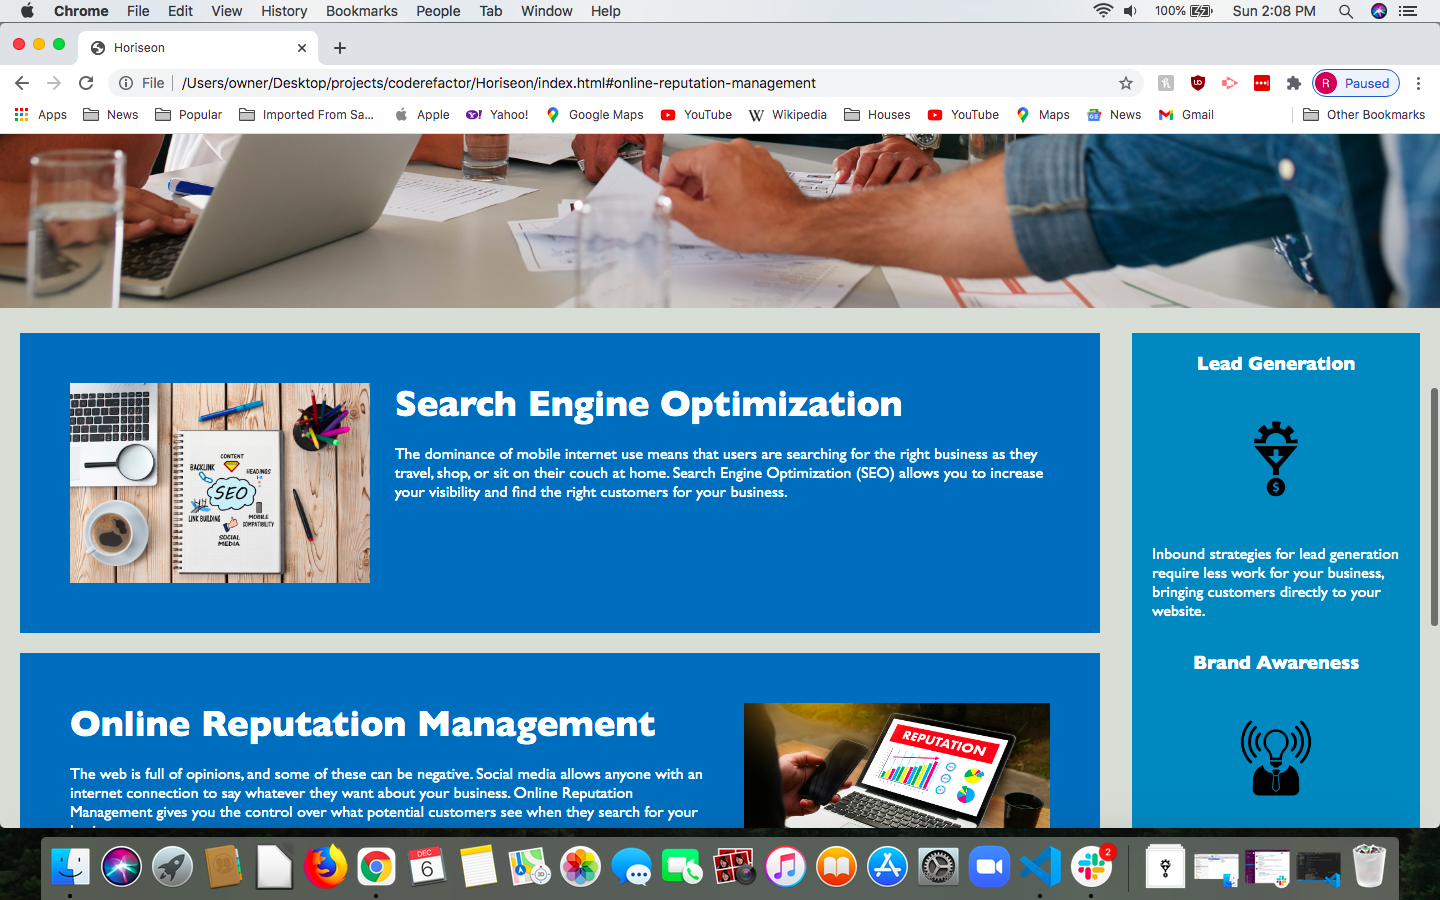 Chrome File Edit View History Bookmarks People Tab Window Help 100% Sun 2:08 PM
Horiseon
File /Users/owner/Desktop/projects/coderefactor/Horiseon/index.html#online-reputation-management R Paused
Apps News Popular Imported From Sa... Apple Yahoo! Google Maps YouTube Wikipedia Houses YouTube Maps News Gmail Other Bookmarks
Search Engine Optimization
The dominance of mobile internet use means that users are searching for the right business as they
travel, shop, or sit on their couch at home. Search Engine Optimization (SEO) allows you to increase
your visibility and find the right customers for your business.
CONTENT
BACKLINK
HEADINGS
SEO
LINK BUILDING
MOBILE
COMPATIBILITY
SOCIAL
MEDIA
Online Reputation Management
The web is full of opinions, and some of these can be negative. Social media allows anyone with an
internet connection to say whatever they want about your business. Online Reputation
Management gives you the control over what potential customers see when they search for your
REPUTATION
Lead Generation
$
Inbound strategies for lead generation
require less work for your business,
bringing customers directly to your
website.
Brand Awareness
DEC
6
3D
2